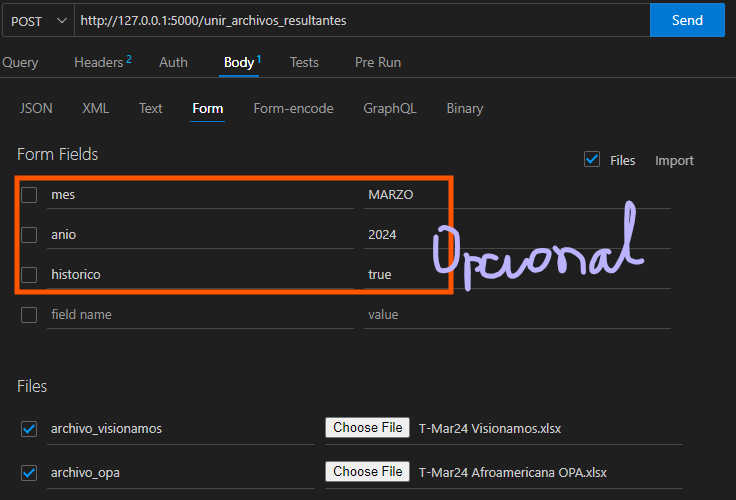 POST http://127.0.0.1:5000/unir_archivos_resultantes Send
Query Headers 2 Auth Body 1 Tests Pre Run
JSON XML Text Form Form-encode GraphQL Binary
Form Fields Files Import
mes MARZO
anio 2024
Opcional
historico true
field name value
Files
archivo_visionamos Choose File T-Mar24 Visionamos.xlsx
archivo_opa Choose File T-Mar24 Afroamericana OPA.xlsx